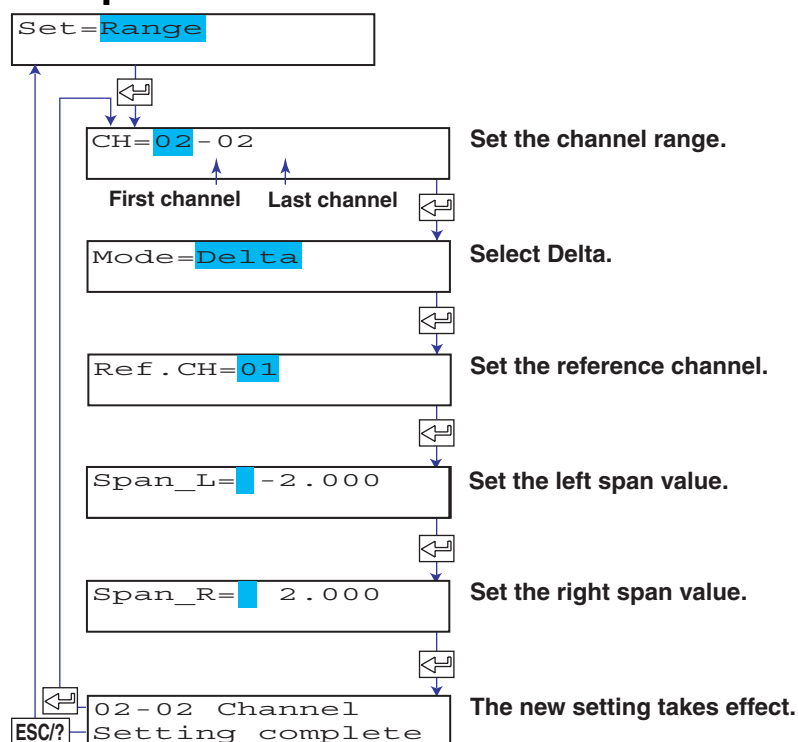 Set=Range
CH=02-02
Set the channel range.
First channel
Last channel
Mode=Delta
Select Delta.
Ref.CH=01
Set the reference channel.
Span_L= -2.000
Set the left span value.
Span_R= 2.000
Set the right span value.
02-02 Channel
The new setting takes effect.
ESC/?
Setting complete